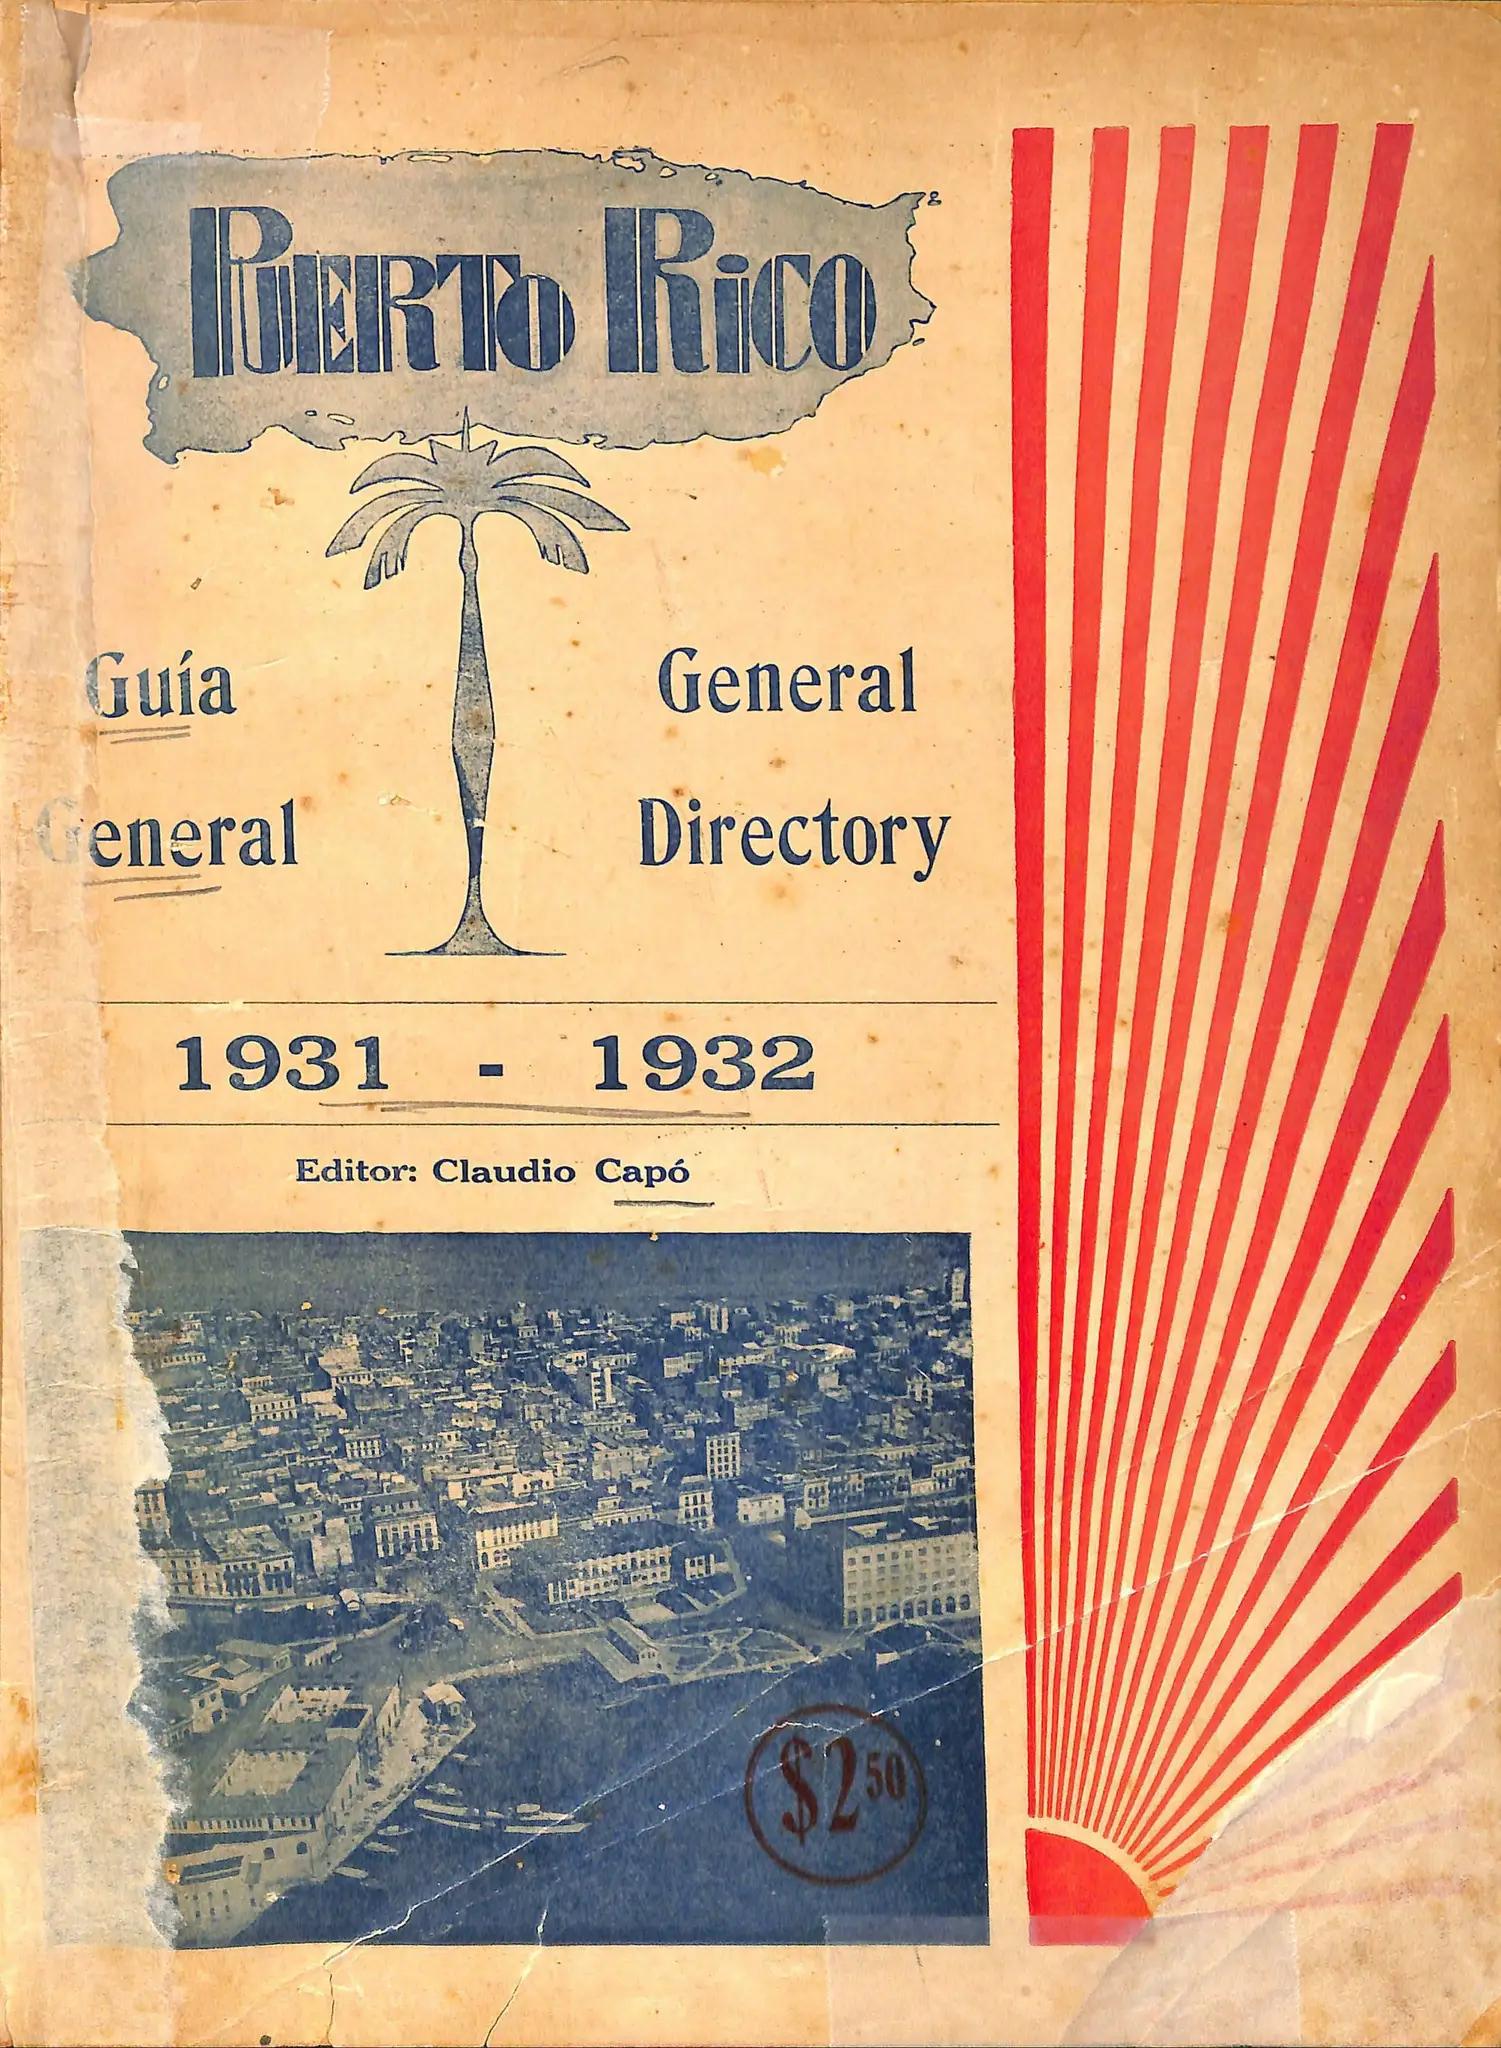 PUERTO RICO
Guía
General
General
Directory
1931 - 1932
Editor: Claudio Capó
$2.50